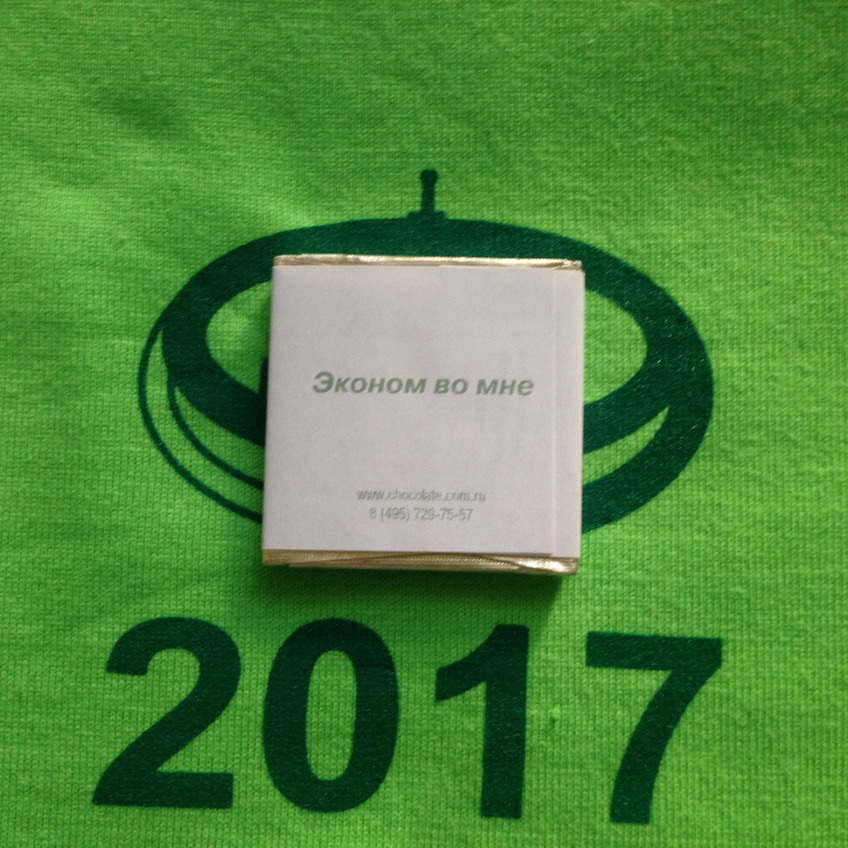 Эконом во мне
www.chocolate.com.ru
8 (495) 729-75-57
2017